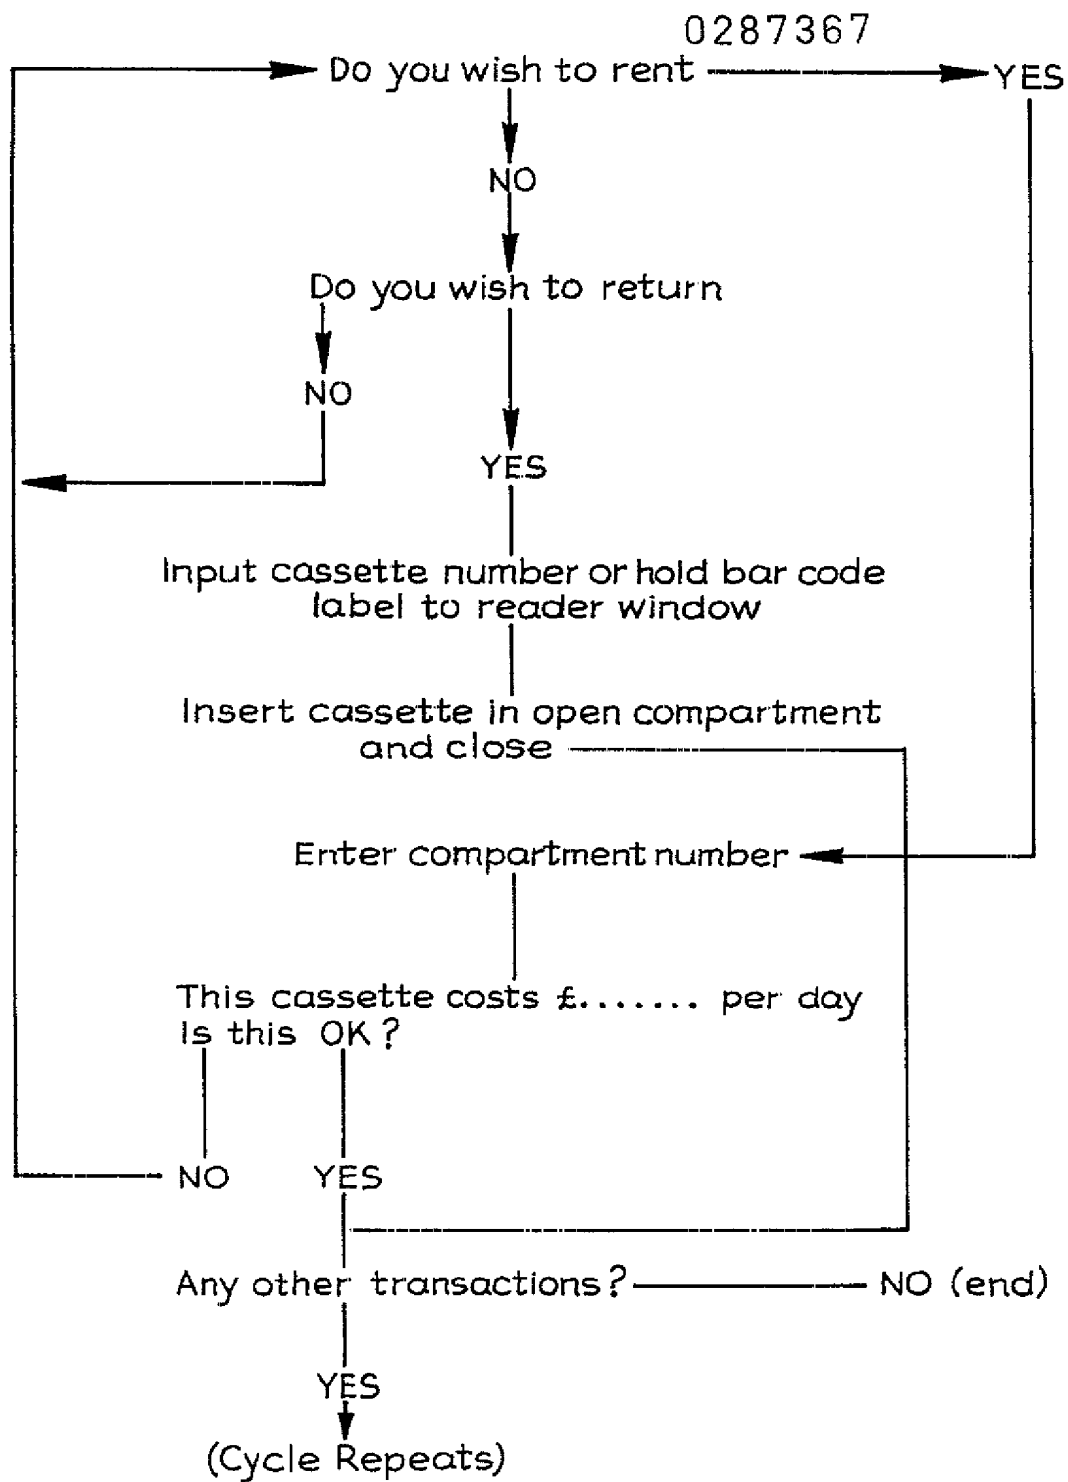 0287367
Do you wish to rent
YES
NO
Do you wish to return
NO
YES
Input cassette number or hold bar code
label to reader window
Insert cassette in open compartment
and close
Enter compartment number
This cassette costs £....... per day
Is this OK?
NO
YES
Any other transactions?
NO (end)
YES
(Cycle Repeats)